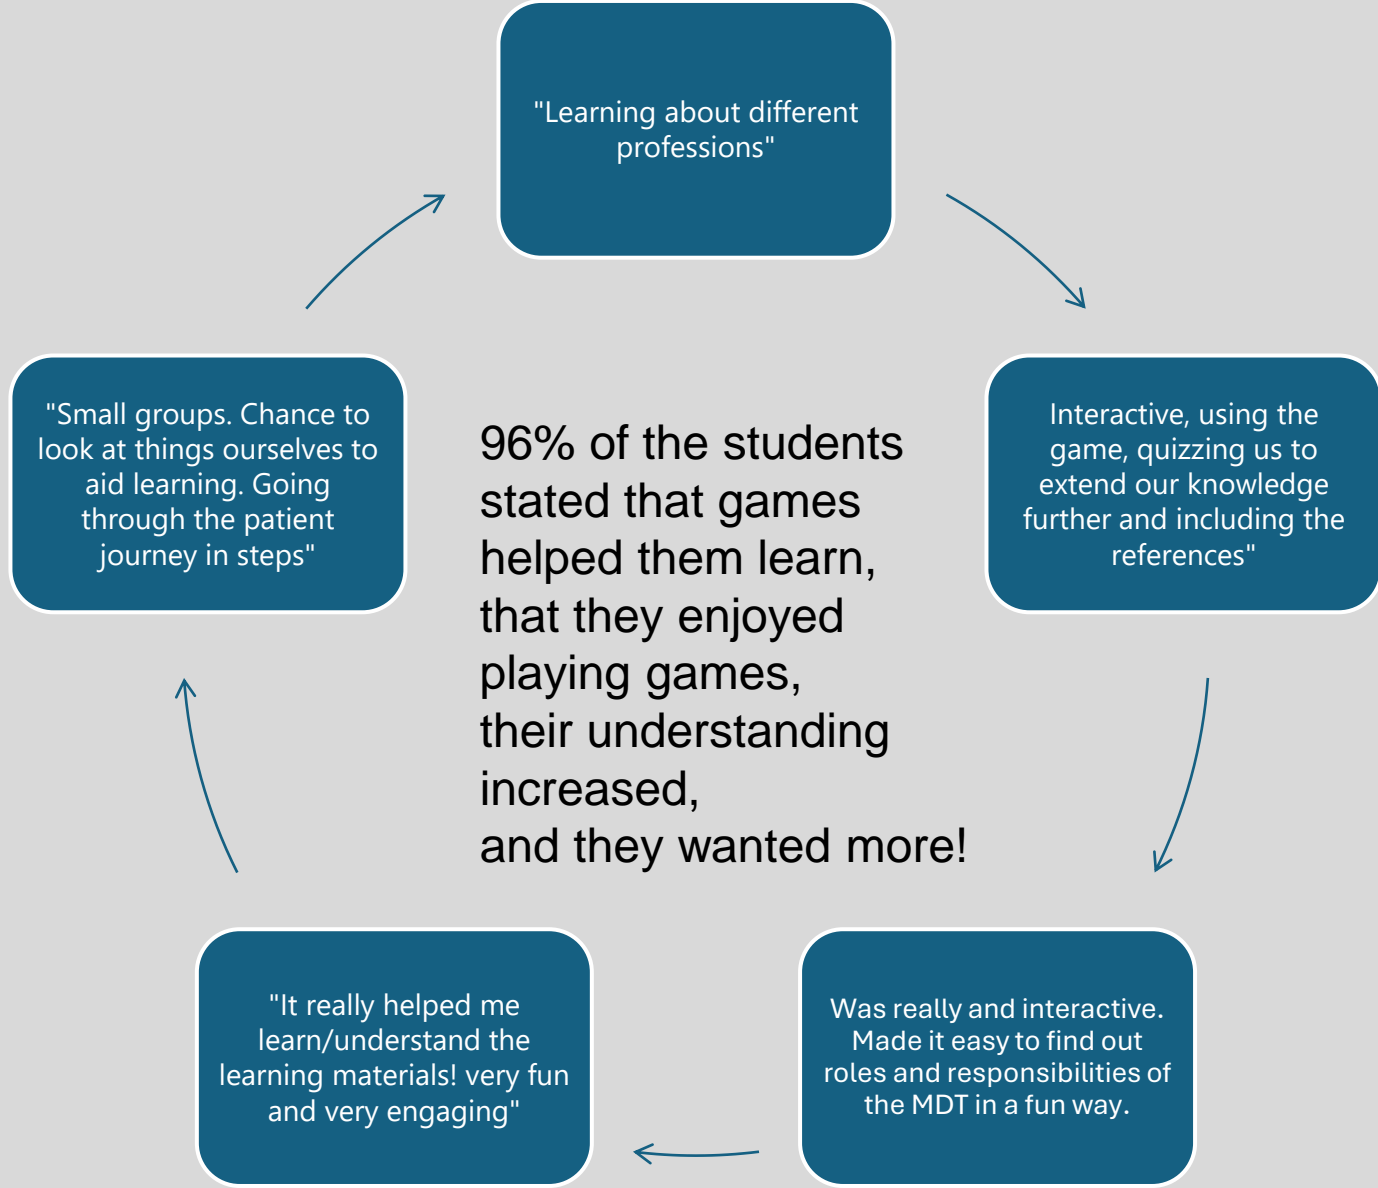 "Learning about different
professions"
Interactive, using the
game, quizzing us to
extend our knowledge
further and including the
references"
Was really and interactive.
Made it easy to find out
roles and responsibilities of
the MDT in a fun way.
"It really helped me
learn/understand the
learning materials! very fun
and very engaging"
"Small groups. Chance to
look at things ourselves to
aid learning. Going
through the patient
journey in steps"
96% of the students
stated that games
helped them learn,
that they enjoyed
playing games,
their understanding
increased,
and they wanted more!